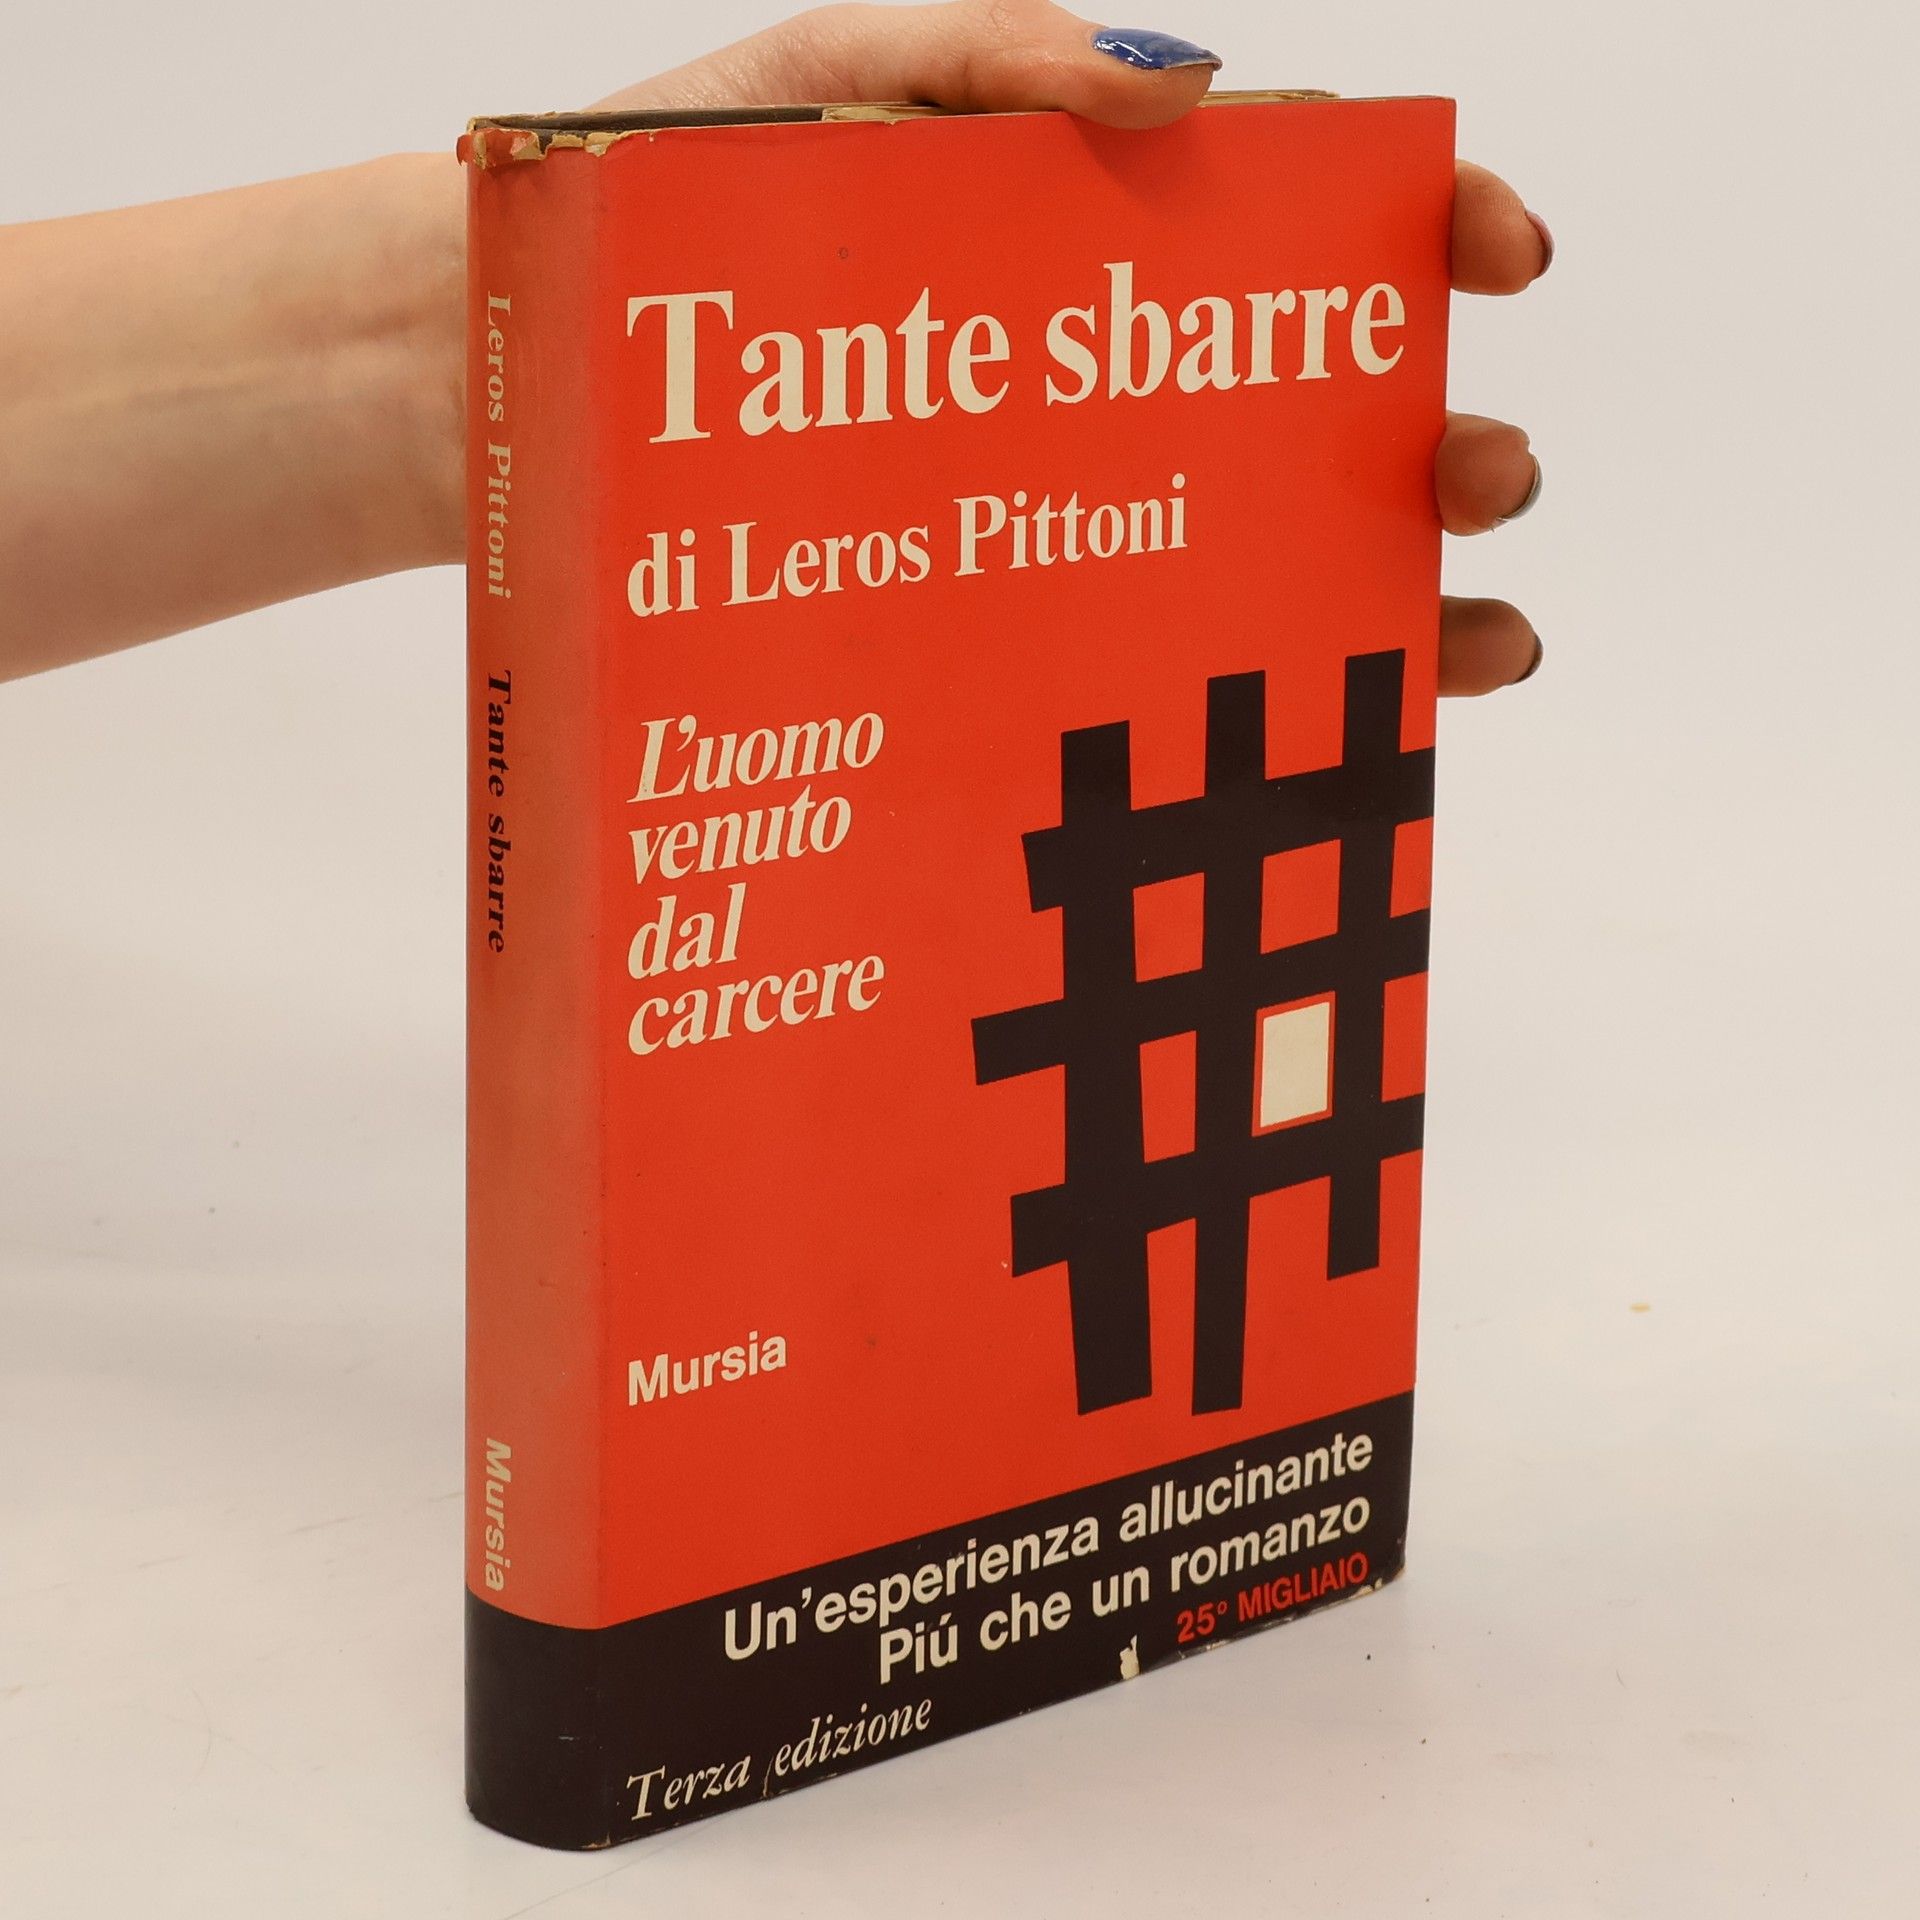 Leros Pittoni Tante sbarre Mursia
Tante sbarre
di Leros Pittoni
L'uomo
venuto
dal
carcere
Mursia
Un'esperienza allucinante
Piú che un romanzo
25° MIGLIAIO
Terza edizione